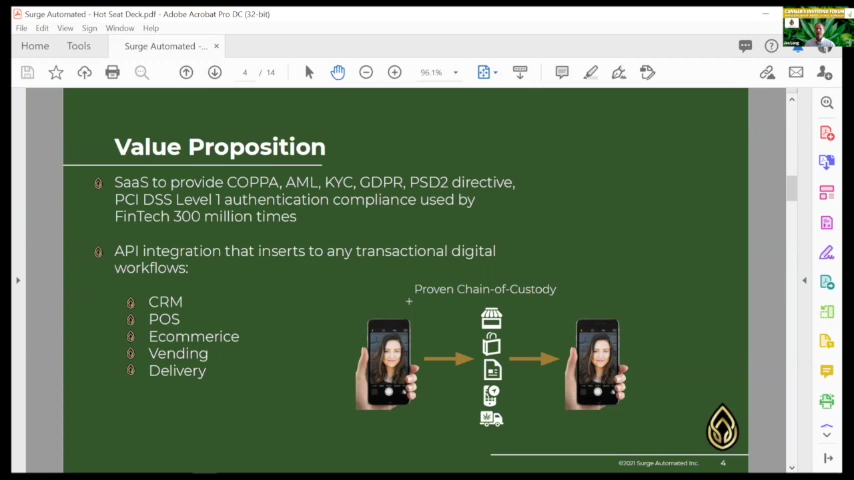 Surge Automated - Hot Seat Deck.pdf - Adobe Acrobat Pro DC (32-bit)
File Edit View Sign Window Help
Home Tools Surge Automated -... ×
4 / 14 96.1%
Value Proposition
SaaS to provide COPPA, AML, KYC, GDPR, PSD2 directive,
PCI DSS Level 1 authentication compliance used by
FinTech 300 million times
API integration that inserts to any transactional digital
workflows:
CRM
POS
Ecommerice
Vending
Delivery
Proven Chain-of-Custody
©2021 Surge Automated Inc. 4